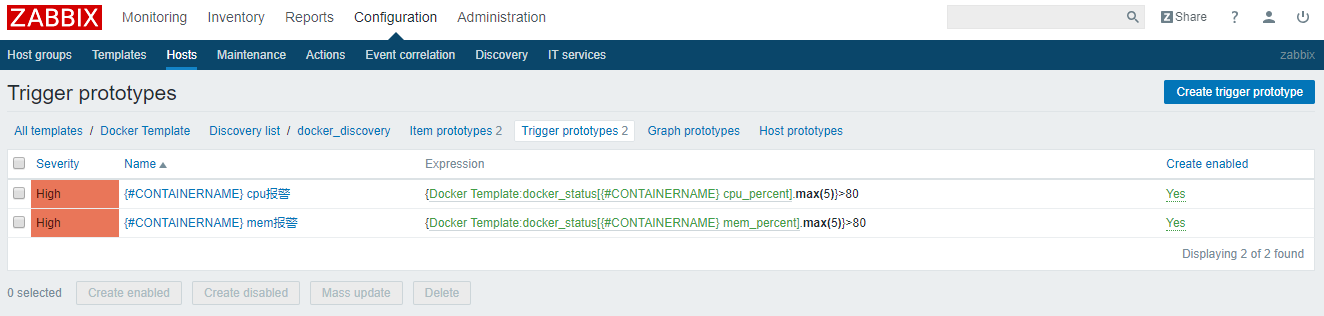 ZABBIX Monitoring Inventory Reports Configuration Administration Z Share ?
Host groups Templates Hosts Maintenance Actions Event correlation Discovery IT services zabbix
Trigger prototypes Create trigger prototype
All templates / Docker Template Discovery list / docker_discovery Item prototypes 2 Trigger prototypes 2 Graph prototypes Host prototypes
Severity Name Expression Create enabled
High {#CONTAINERNAME} cpu报警 {Docker Template:docker_status[{#CONTAINERNAME} cpu_percent].max(5)}>80 Yes
High {#CONTAINERNAME} mem报警 {Docker Template:docker_status[{#CONTAINERNAME} mem_percent].max(5)}>80 Yes
Displaying 2 of 2 found
0 selected Create enabled Create disabled Mass update Delete